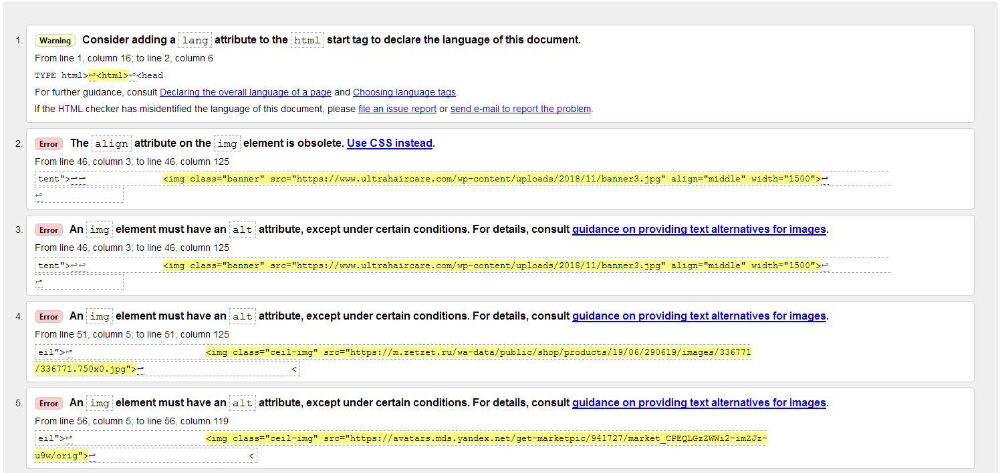 1. Warning Consider adding a lang attribute to the html start tag to declare the language of this document.
From line 1, column 16; to line 2, column 6
TYPE html>↩<html>↩<head
For further guidance, consult Declaring the overall language of a page and Choosing language tags.
If the HTML checker has misidentified the language of this document, please file an issue report or send e-mail to report the problem.
2. Error The align attribute on the img element is obsolete. Use CSS instead.
From line 46, column 3; to line 46, column 125
tent">↩↩ <img class="banner" src="https://www.ultrahaircare.com/wp-content/uploads/2018/11/banner3.jpg" align="middle" width="1500">↩
↩
3. Error An img element must have an alt attribute, except under certain conditions. For details, consult guidance on providing text alternatives for images.
From line 46, column 3; to line 46, column 125
tent">↩↩ <img class="banner" src="https://www.ultrahaircare.com/wp-content/uploads/2018/11/banner3.jpg" align="middle" width="1500">↩
↩
4. Error An img element must have an alt attribute, except under certain conditions. For details, consult guidance on providing text alternatives for images.
From line 51, column 5; to line 51, column 125
eil">↩ <img class="ceil-img" src="https://m.zetzet.ru/wa-data/public/shop/products/19/06/290619/images/336771
/336771.750x0.jpg">↩ <
5. Error An img element must have an alt attribute, except under certain conditions. For details, consult guidance on providing text alternatives for images.
From line 56, column 5; to line 56, column 119
eil">↩ <img class="ceil-img" src="https://avatars.mds.yandex.net/get-marketpic/941727/market_CPEQLGzZWWi2-imZJz-
u9w/orig">↩ <